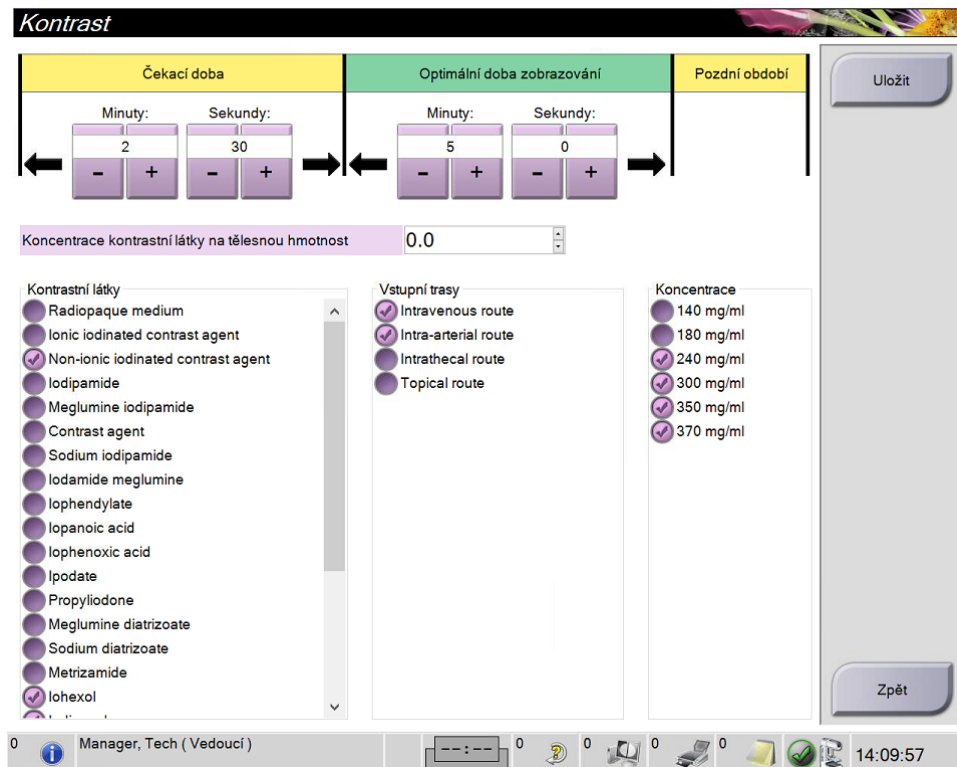 Kontrast
Čekací doba
Optimální doba zobrazování
Pozdní období
Uložit
Minuty:
Sekundy:
Minuty:
Sekundy:
2
30
5
0
- + - + - + - +
Koncentrace kontrastní látky na tělesnou hmotnost
0.0
Kontrastní látky
Radiopaque medium
Ionic iodinated contrast agent
Non-ionic iodinated contrast agent
Iodipamide
Meglumine iodipamide
Contrast agent
Sodium iodipamide
Iodamide meglumine
Iophendylate
Iopanoic acid
Iophenoxic acid
Ipodate
Propyliodone
Meglumine diatrizoate
Sodium diatrizoate
Metrizamide
Iohexol
Vstupní trasy
Intravenous route
Intra-arterial route
Intrathecal route
Topical route
Koncentrace
140 mg/ml
180 mg/ml
240 mg/ml
300 mg/ml
350 mg/ml
370 mg/ml
Zpět
0
Manager, Tech ( Vedoucí )
--:--
0
0
0
0
14:09:57